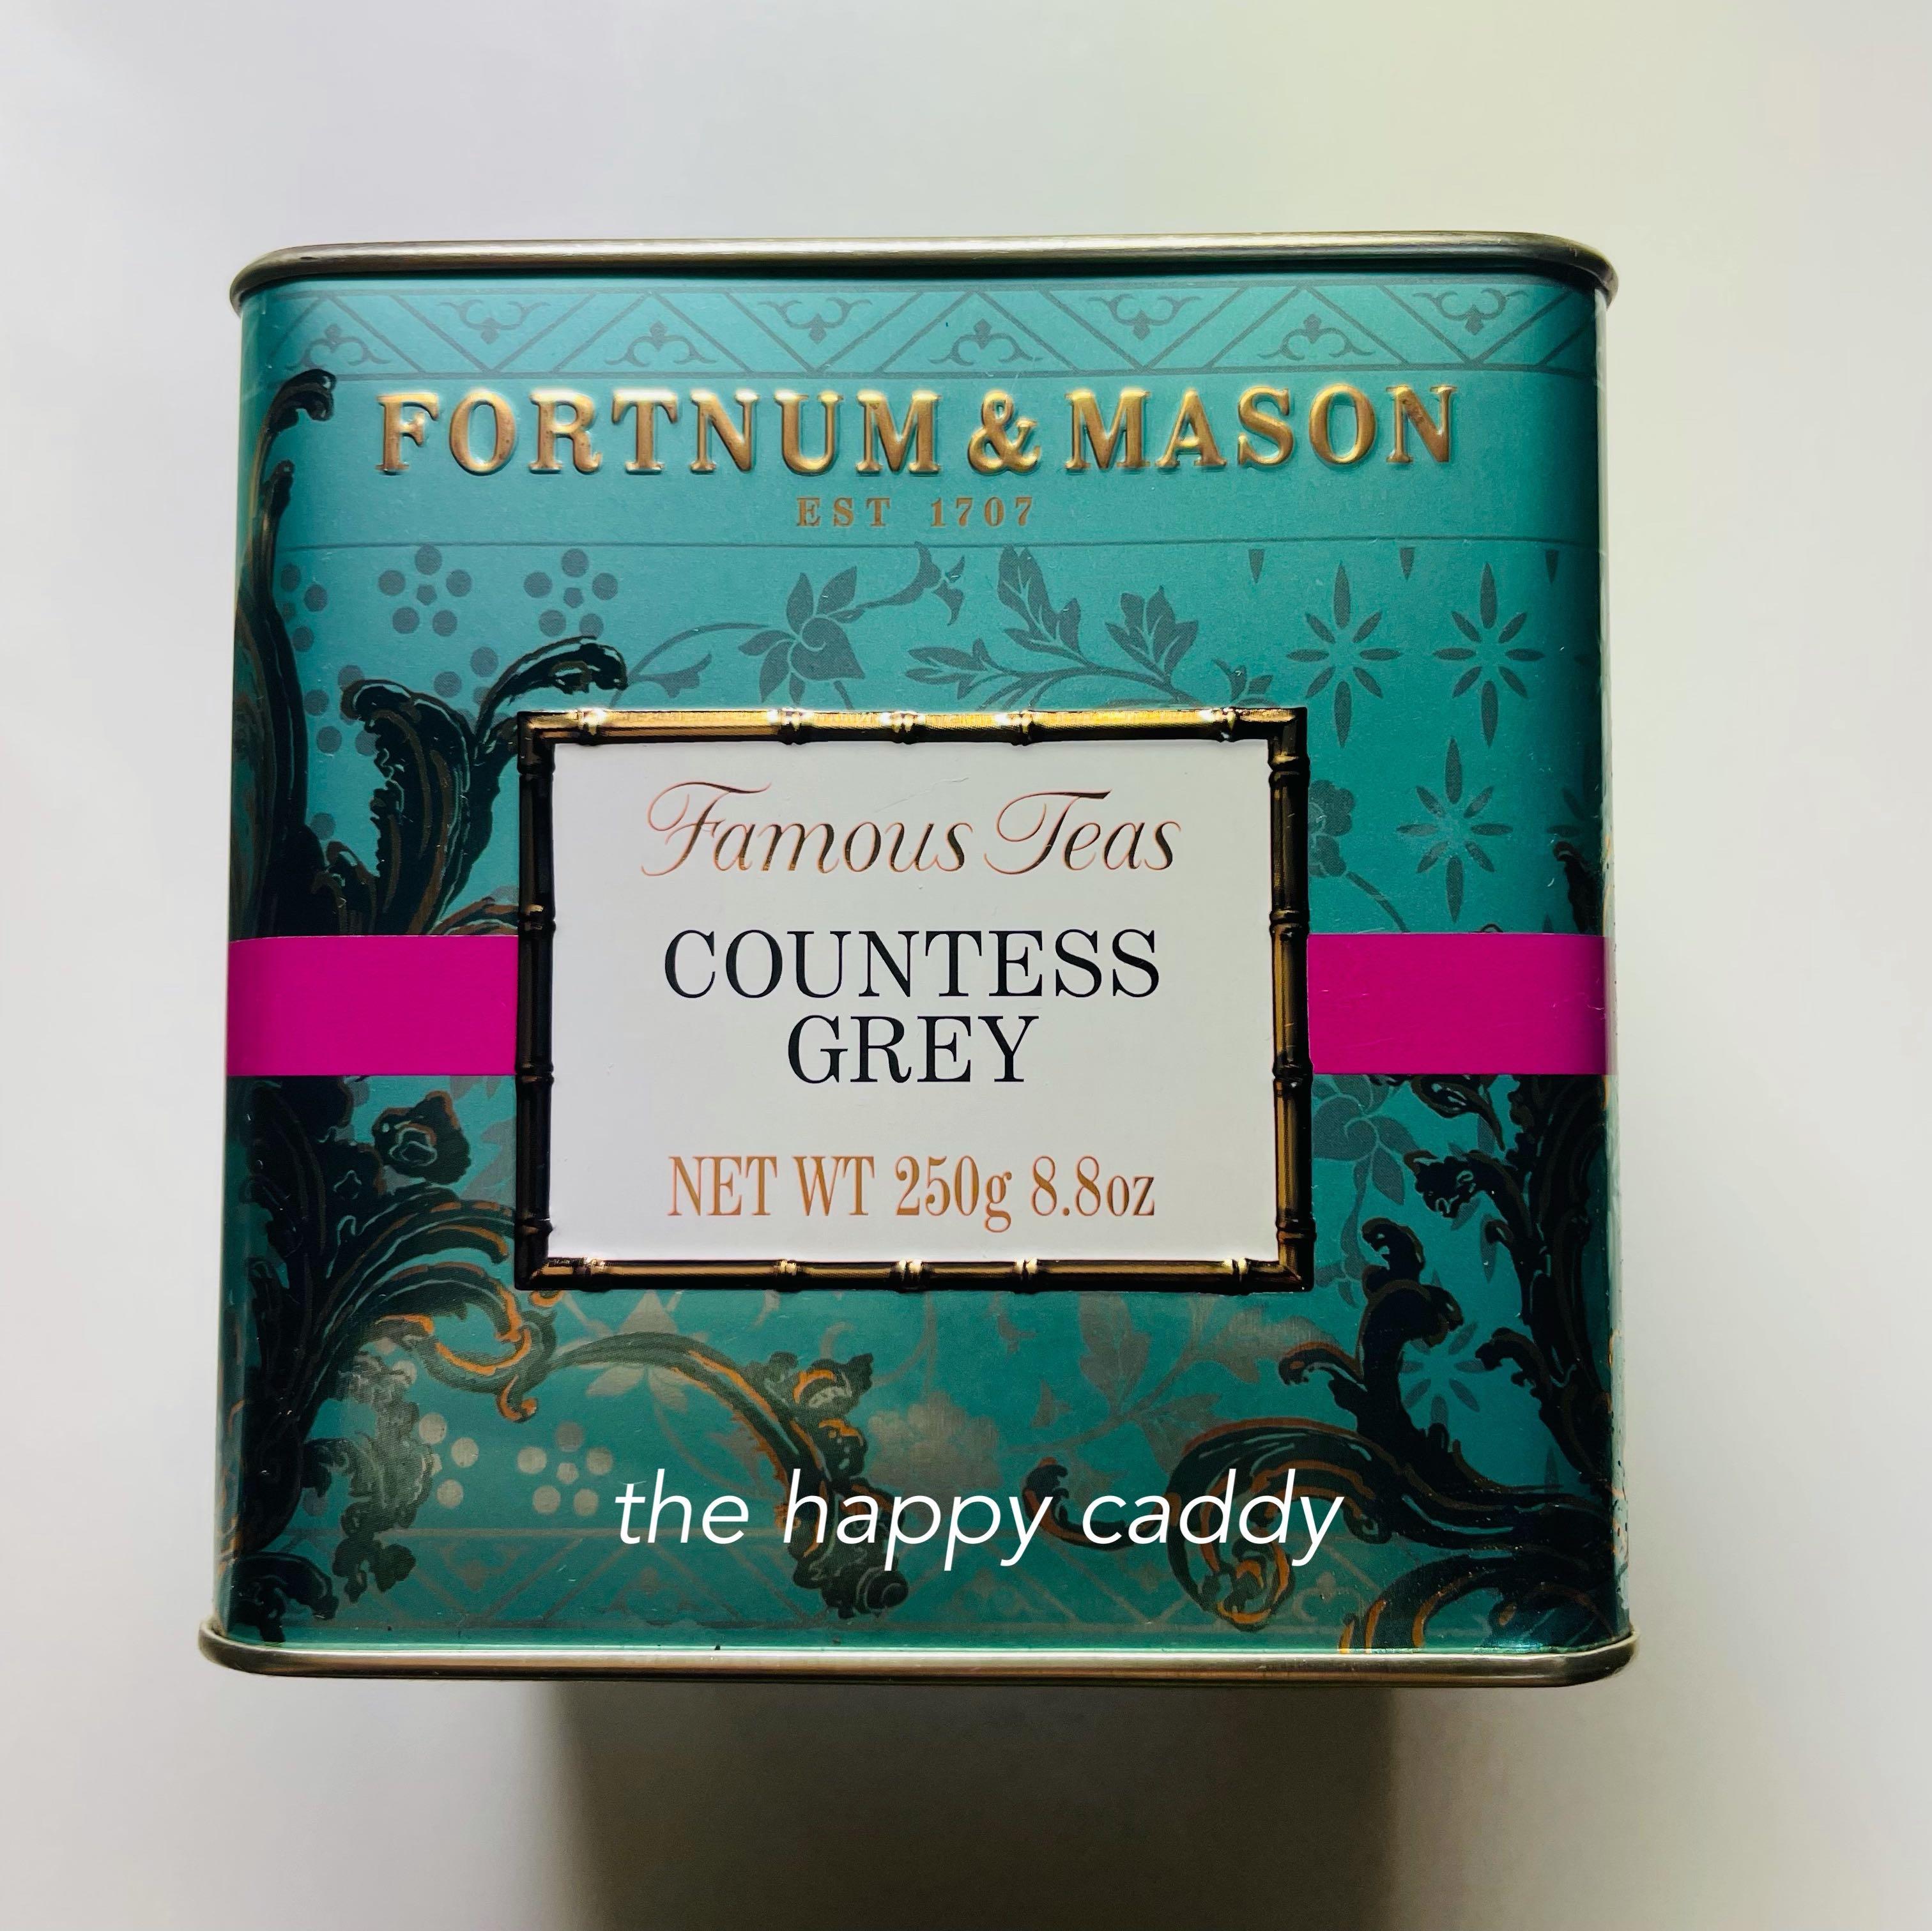 FORTNUM & MASON
EST 1707
Famous Teas
COUNTESS
GREY
NET WT 250g 8.8oz
the happy caddy